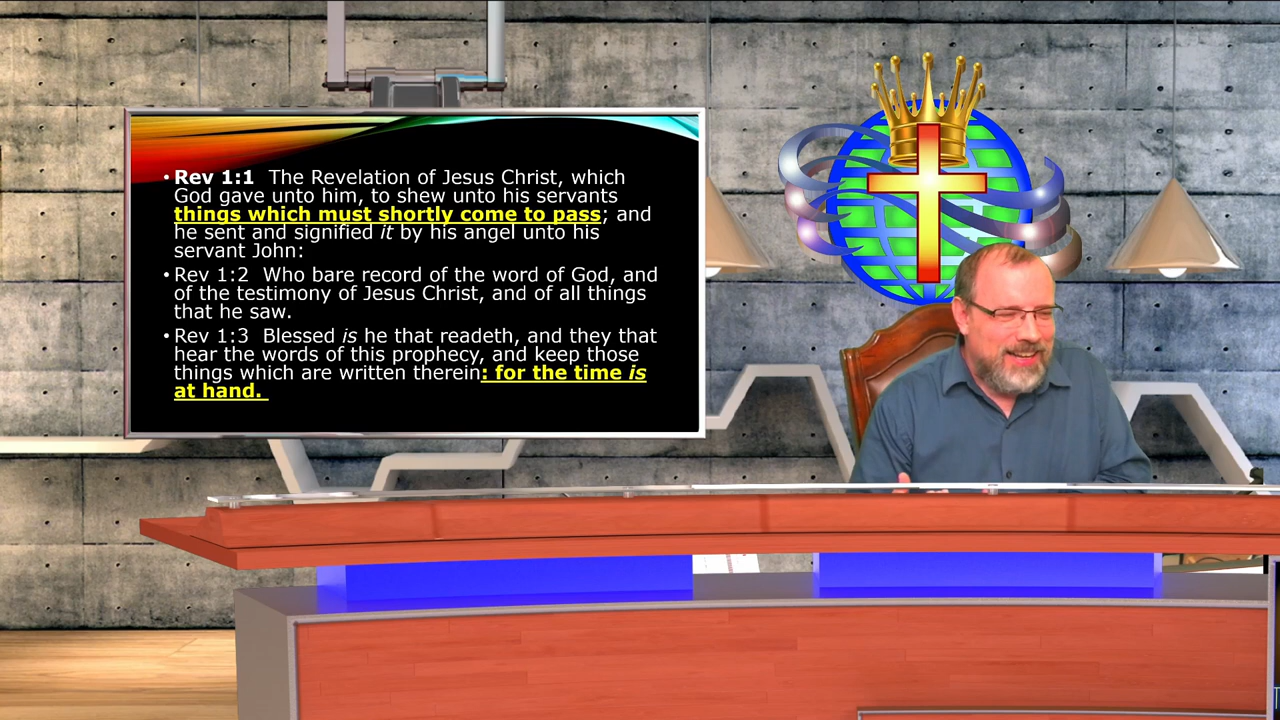 •Rev 1:1 The Revelation of Jesus Christ, which
God gave unto him, to shew unto his servants
things which must shortly come to pass; and
he sent and signified it by his angel unto his
servant John:
•Rev 1:2 Who bare record of the word of God, and
of the testimony of Jesus Christ, and of all things
that he saw.
•Rev 1:3 Blessed is he that readeth, and they that
hear the words of this prophecy, and keep those
things which are written therein: for the time is
at hand.